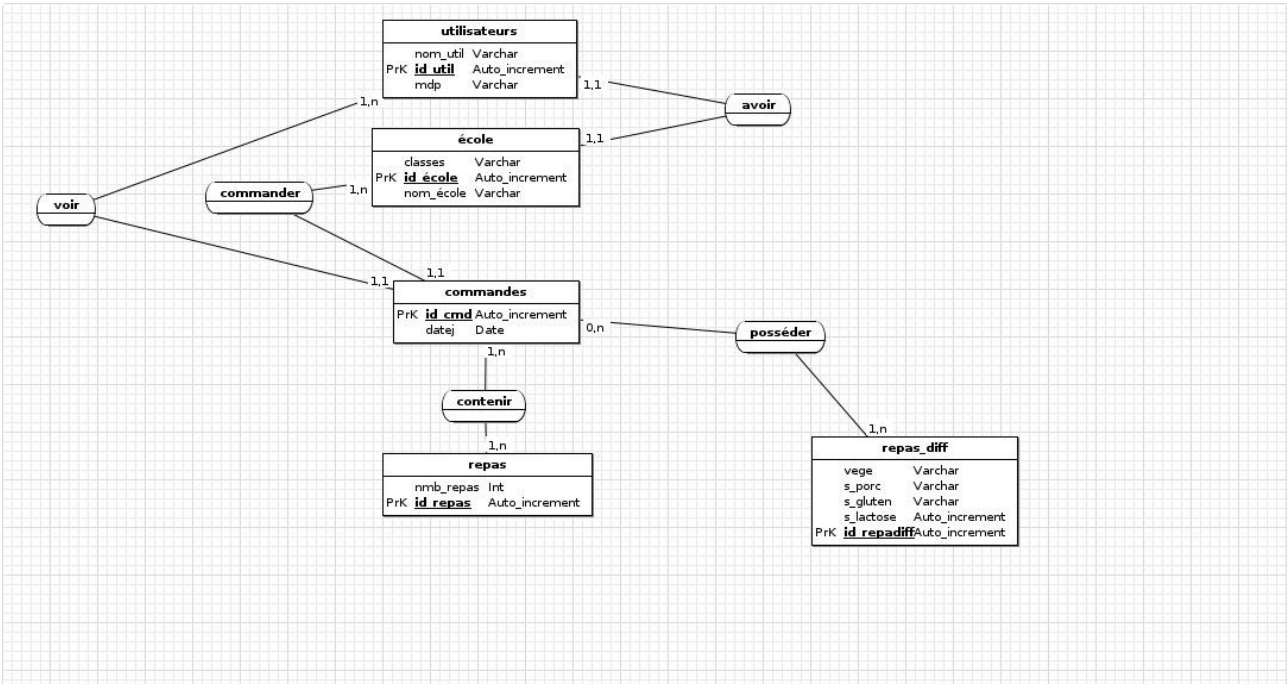 utilisateurs
nom_util Varchar
PrK id_util Auto_increment
mdp Varchar
1,n
1,1
avoir
école
1,1
classes Varchar
PrK id_école Auto_increment
nom_école Varchar
commander
1,n
voir
1,1
1,1
commandes
PrK id_cmd Auto_increment
datej Date
0,n
posséder
1,n
contenir
1,n
1,n
repas
nmb_repas Int
PrK id_repas Auto_increment
repas_diff
vege Varchar
s_porc Varchar
s_gluten Varchar
s_lactose Auto_increment
PrK id_repadiff Auto_increment